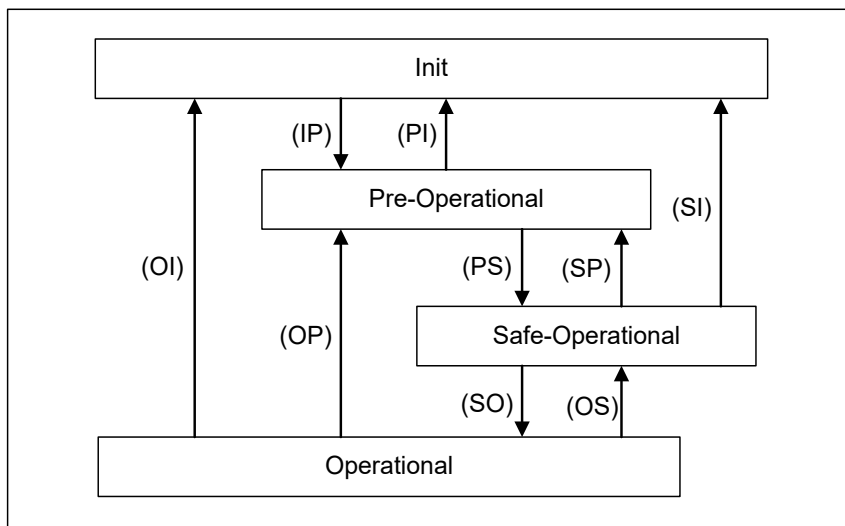 Init
(IP)
(PI)
Pre-Operational
(SI)
(OI)
(PS)
(SP)
(OP)
Safe-Operational
(SO)
(OS)
Operational